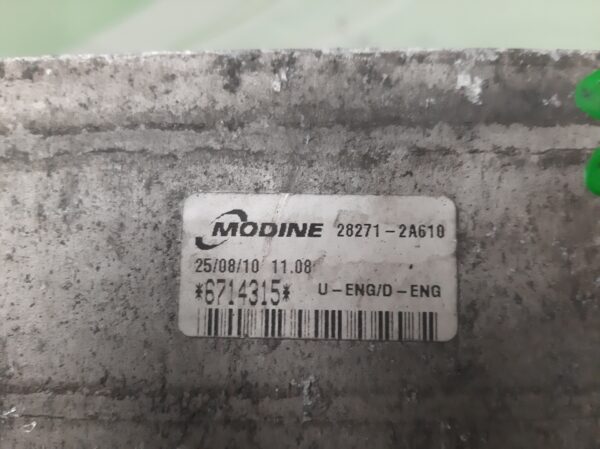 MODINE 28271-2A610
25/08/10 11.08
*6714315* U-ENG/D-ENG